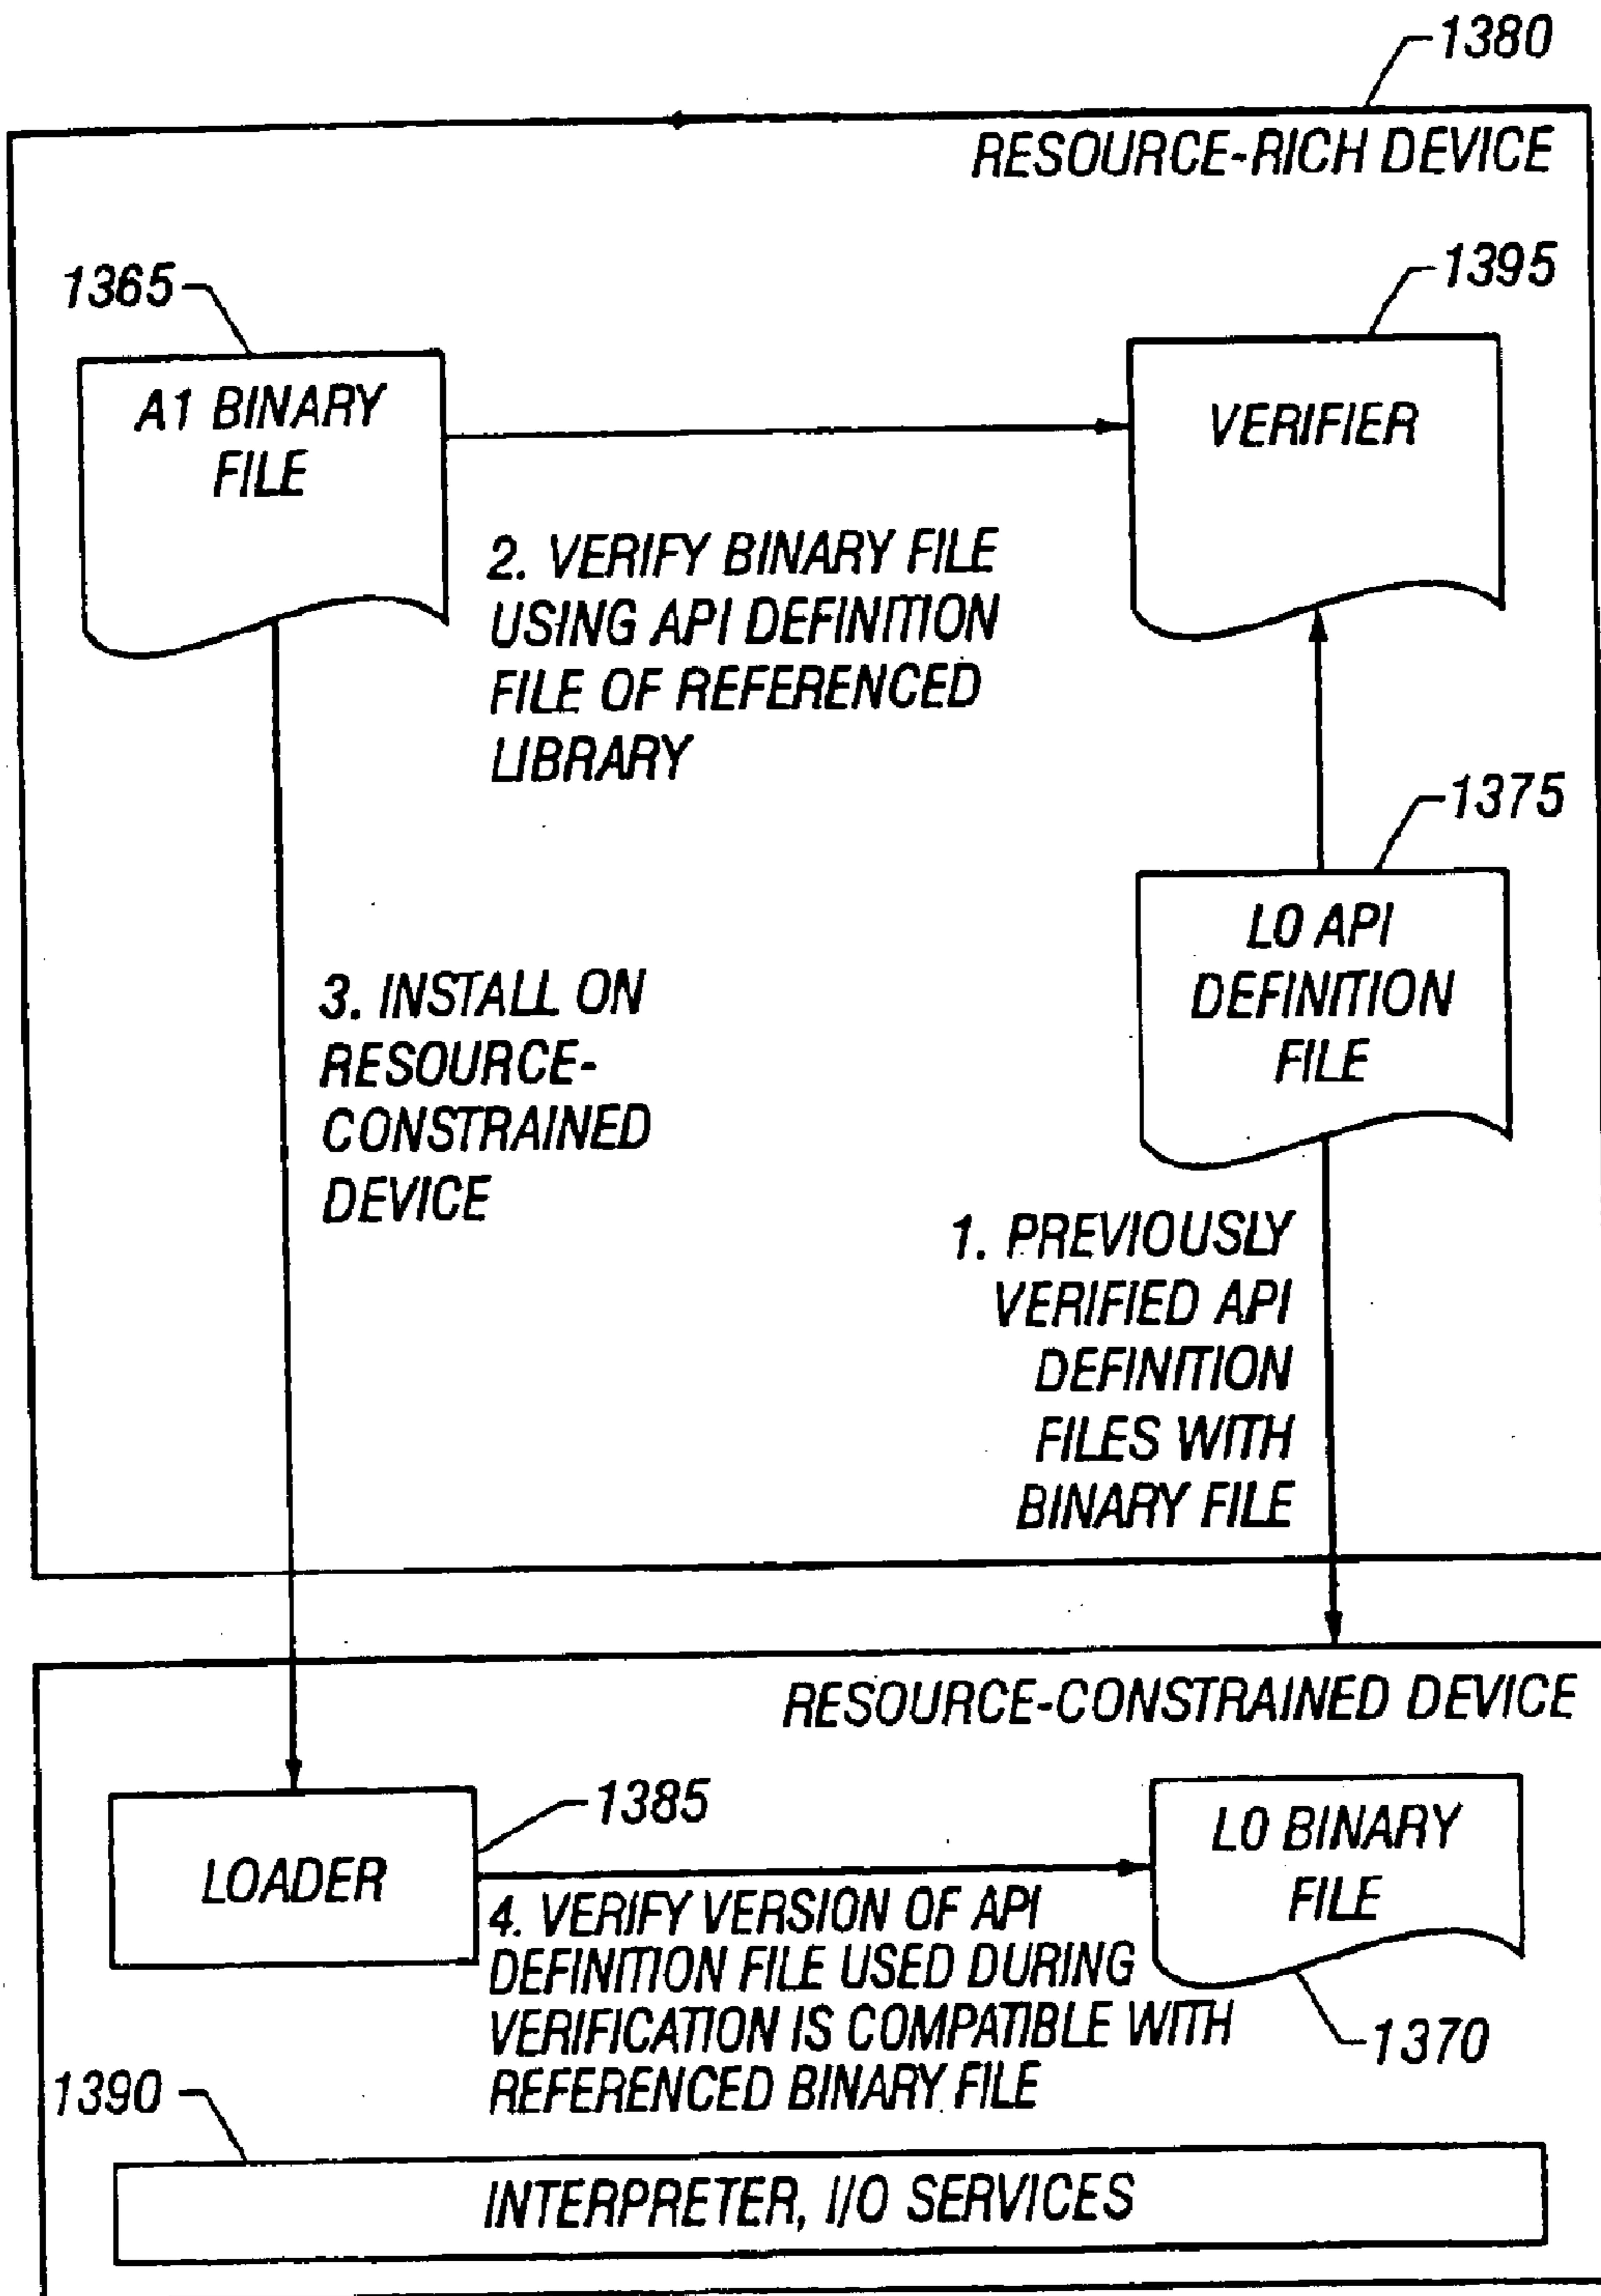 1380
RESOURCE-RICH DEVICE
1365
1395
A1 BINARY
FILE
VERIFIER
2. VERIFY BINARY FILE
USING API DEFINITION
FILE OF REFERENCED
LIBRARY
1375
L0 API
DEFINITION
FILE
3. INSTALL ON
RESOURCE-
CONSTRAINED
DEVICE
1. PREVIOUSLY
VERIFIED API
DEFINITION
FILES WITH
BINARY FILE
RESOURCE-CONSTRAINED DEVICE
1385
LOADER
L0 BINARY
FILE
4. VERIFY VERSION OF API
DEFINITION FILE USED DURING
VERIFICATION IS COMPATIBLE WITH
REFERENCED BINARY FILE
1370
1390
INTERPRETER, I/O SERVICES